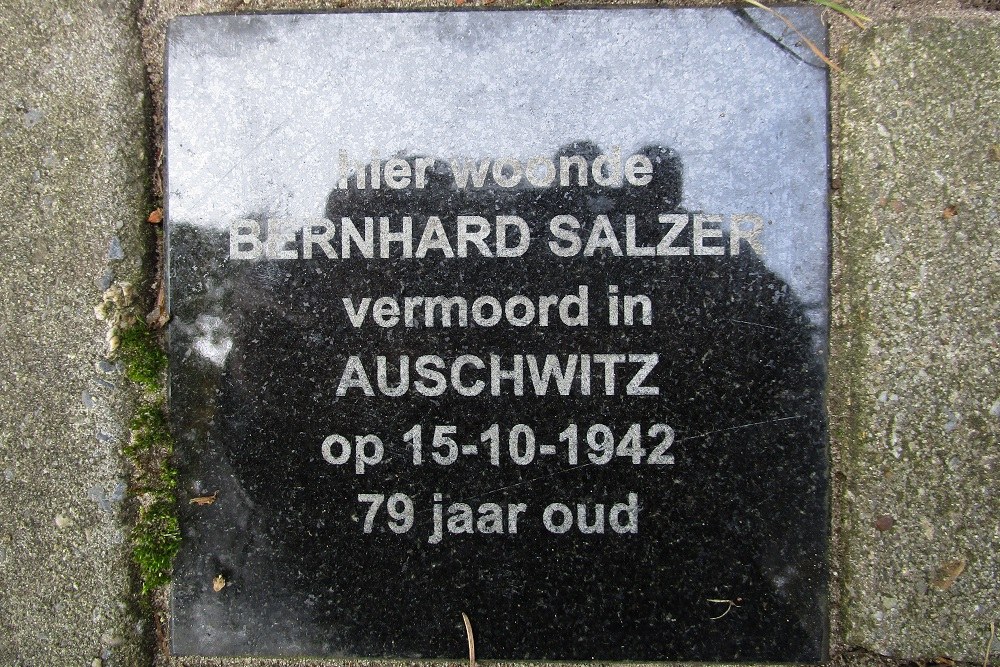 hier woonde
BERNHARD SALZER
vermoord in
AUSCHWITZ
op 15-10-1942
79 jaar oud